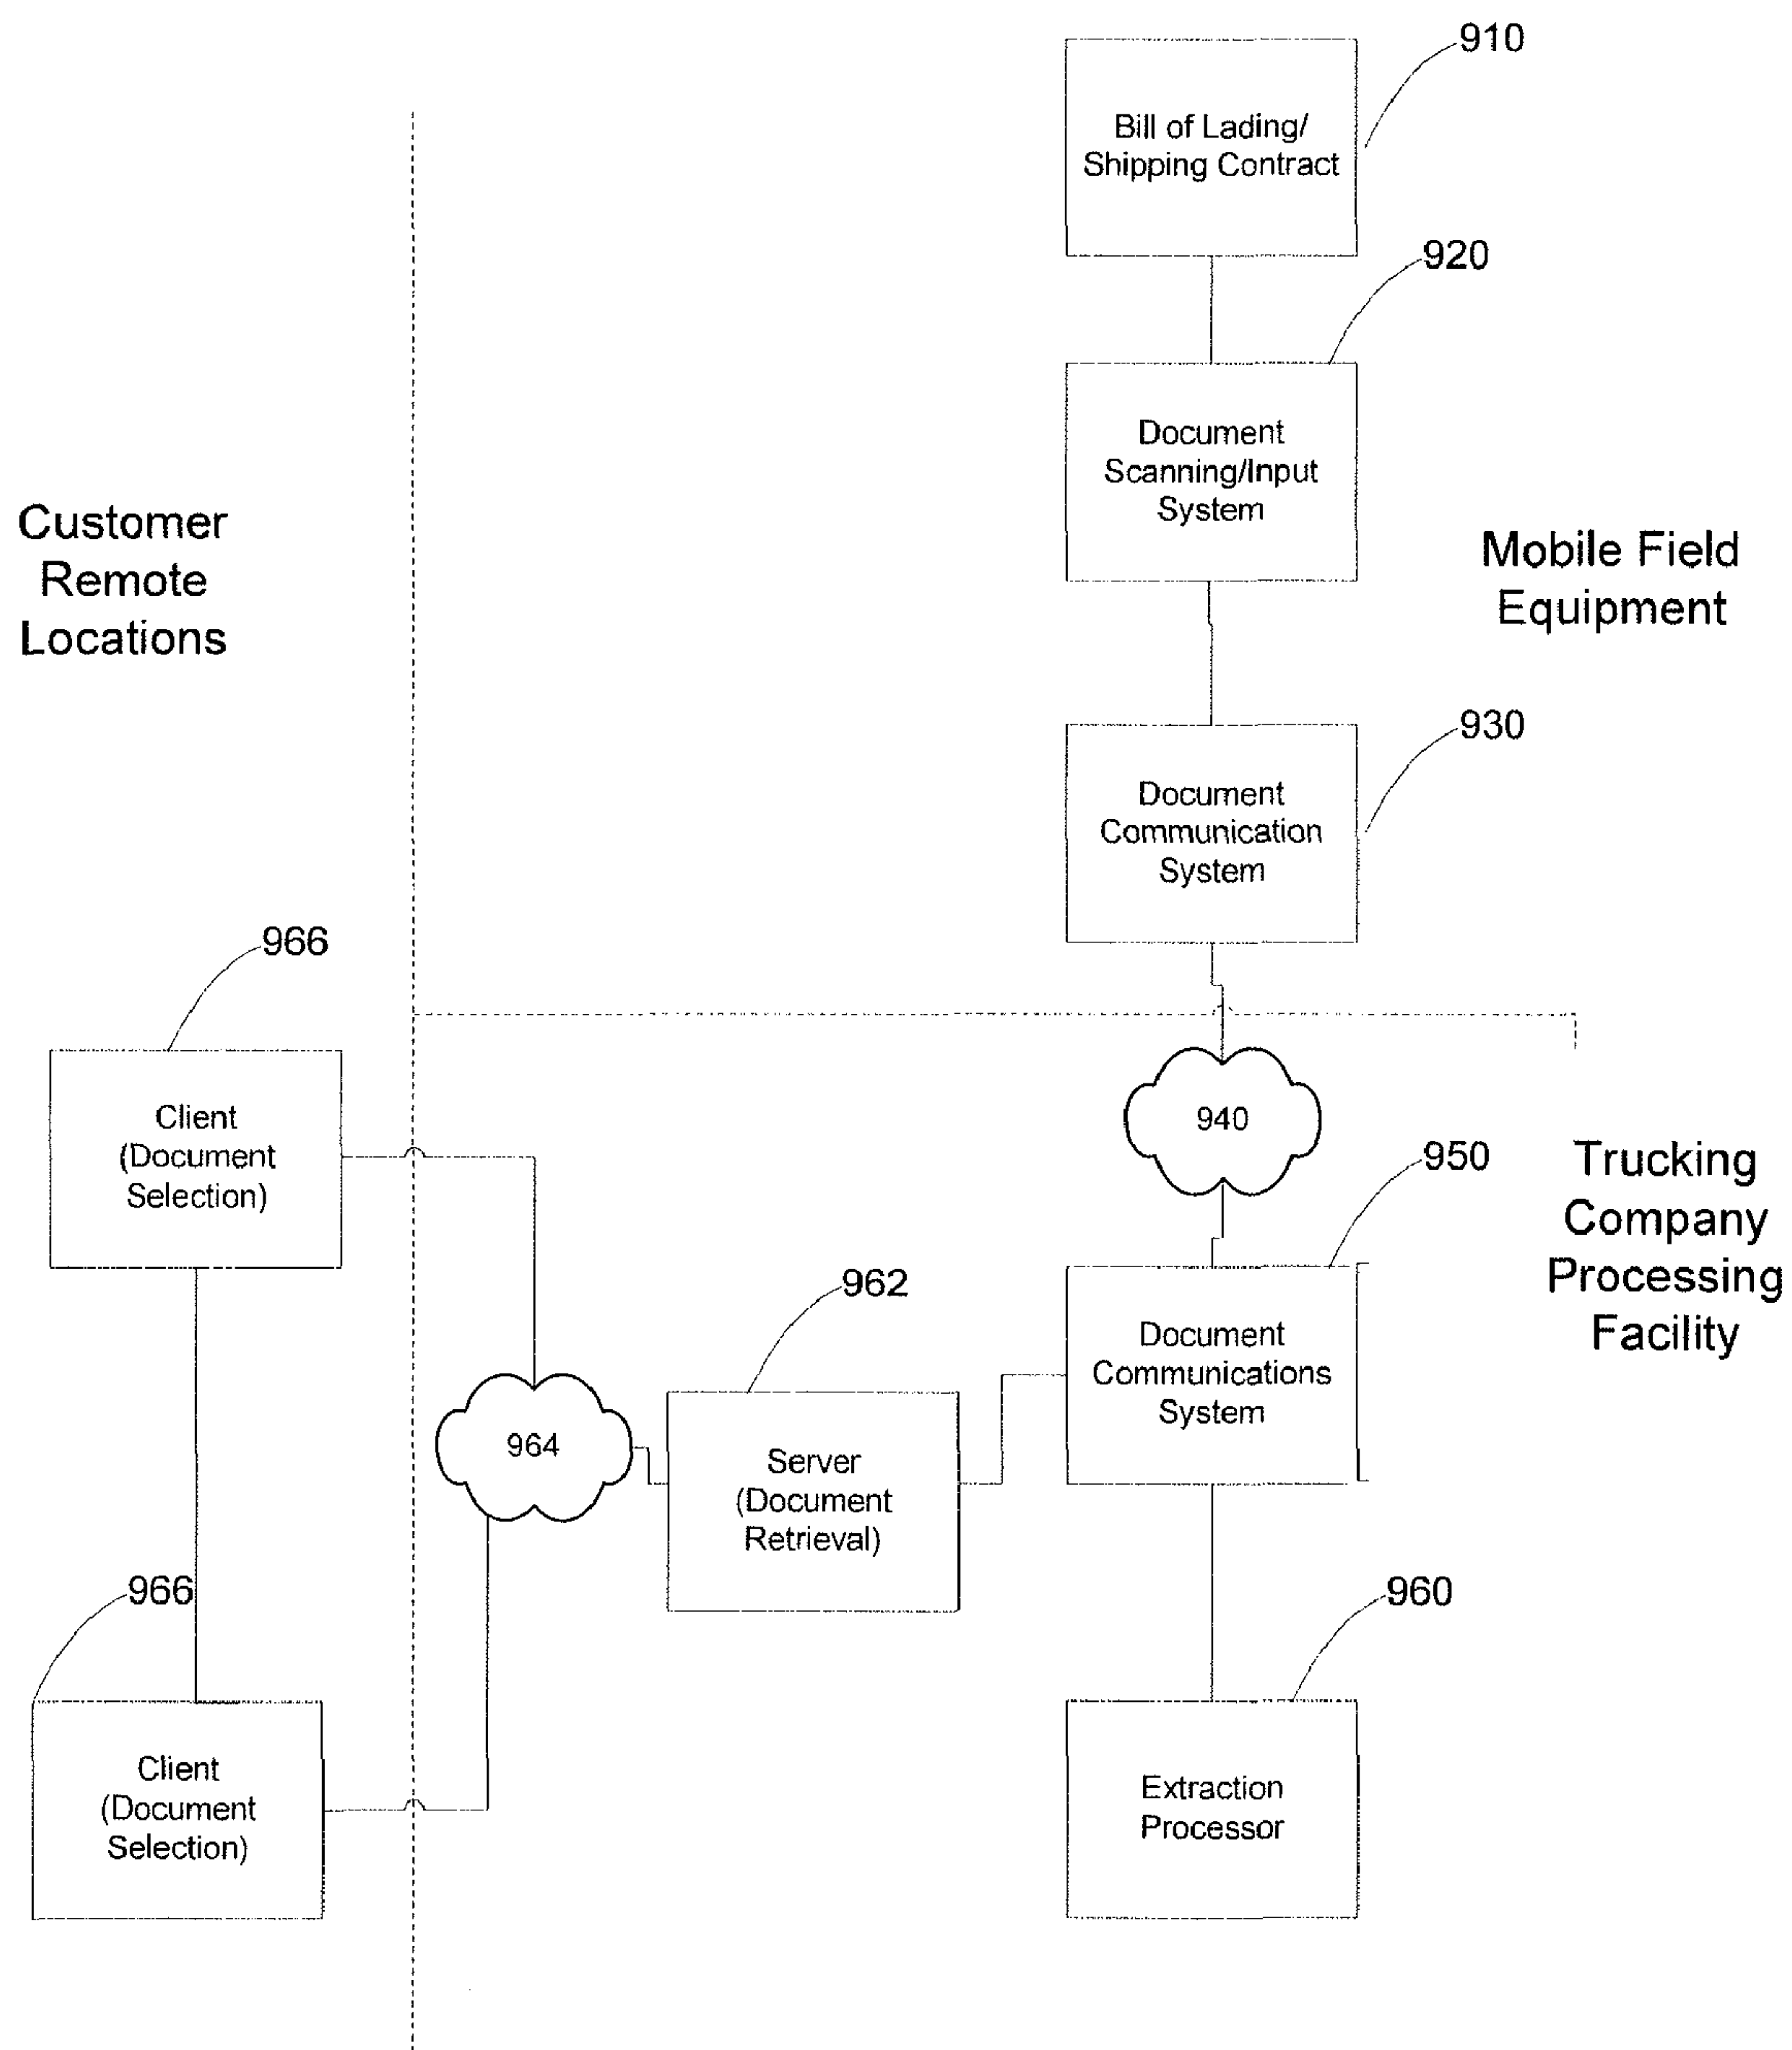 910
Bill of Lading/
Shipping Contract
920
Document
Scanning/Input
System
Customer
Remote
Locations
Mobile Field
Equipment
930
Document
Communication
System
966
Client
(Document
Selection)
940
950
Trucking
Company
Processing
Facility
962
Document
Communications
System
964
Server
(Document
Retrieval)
966
960
Client
(Document
Selection)
Extraction
Processor